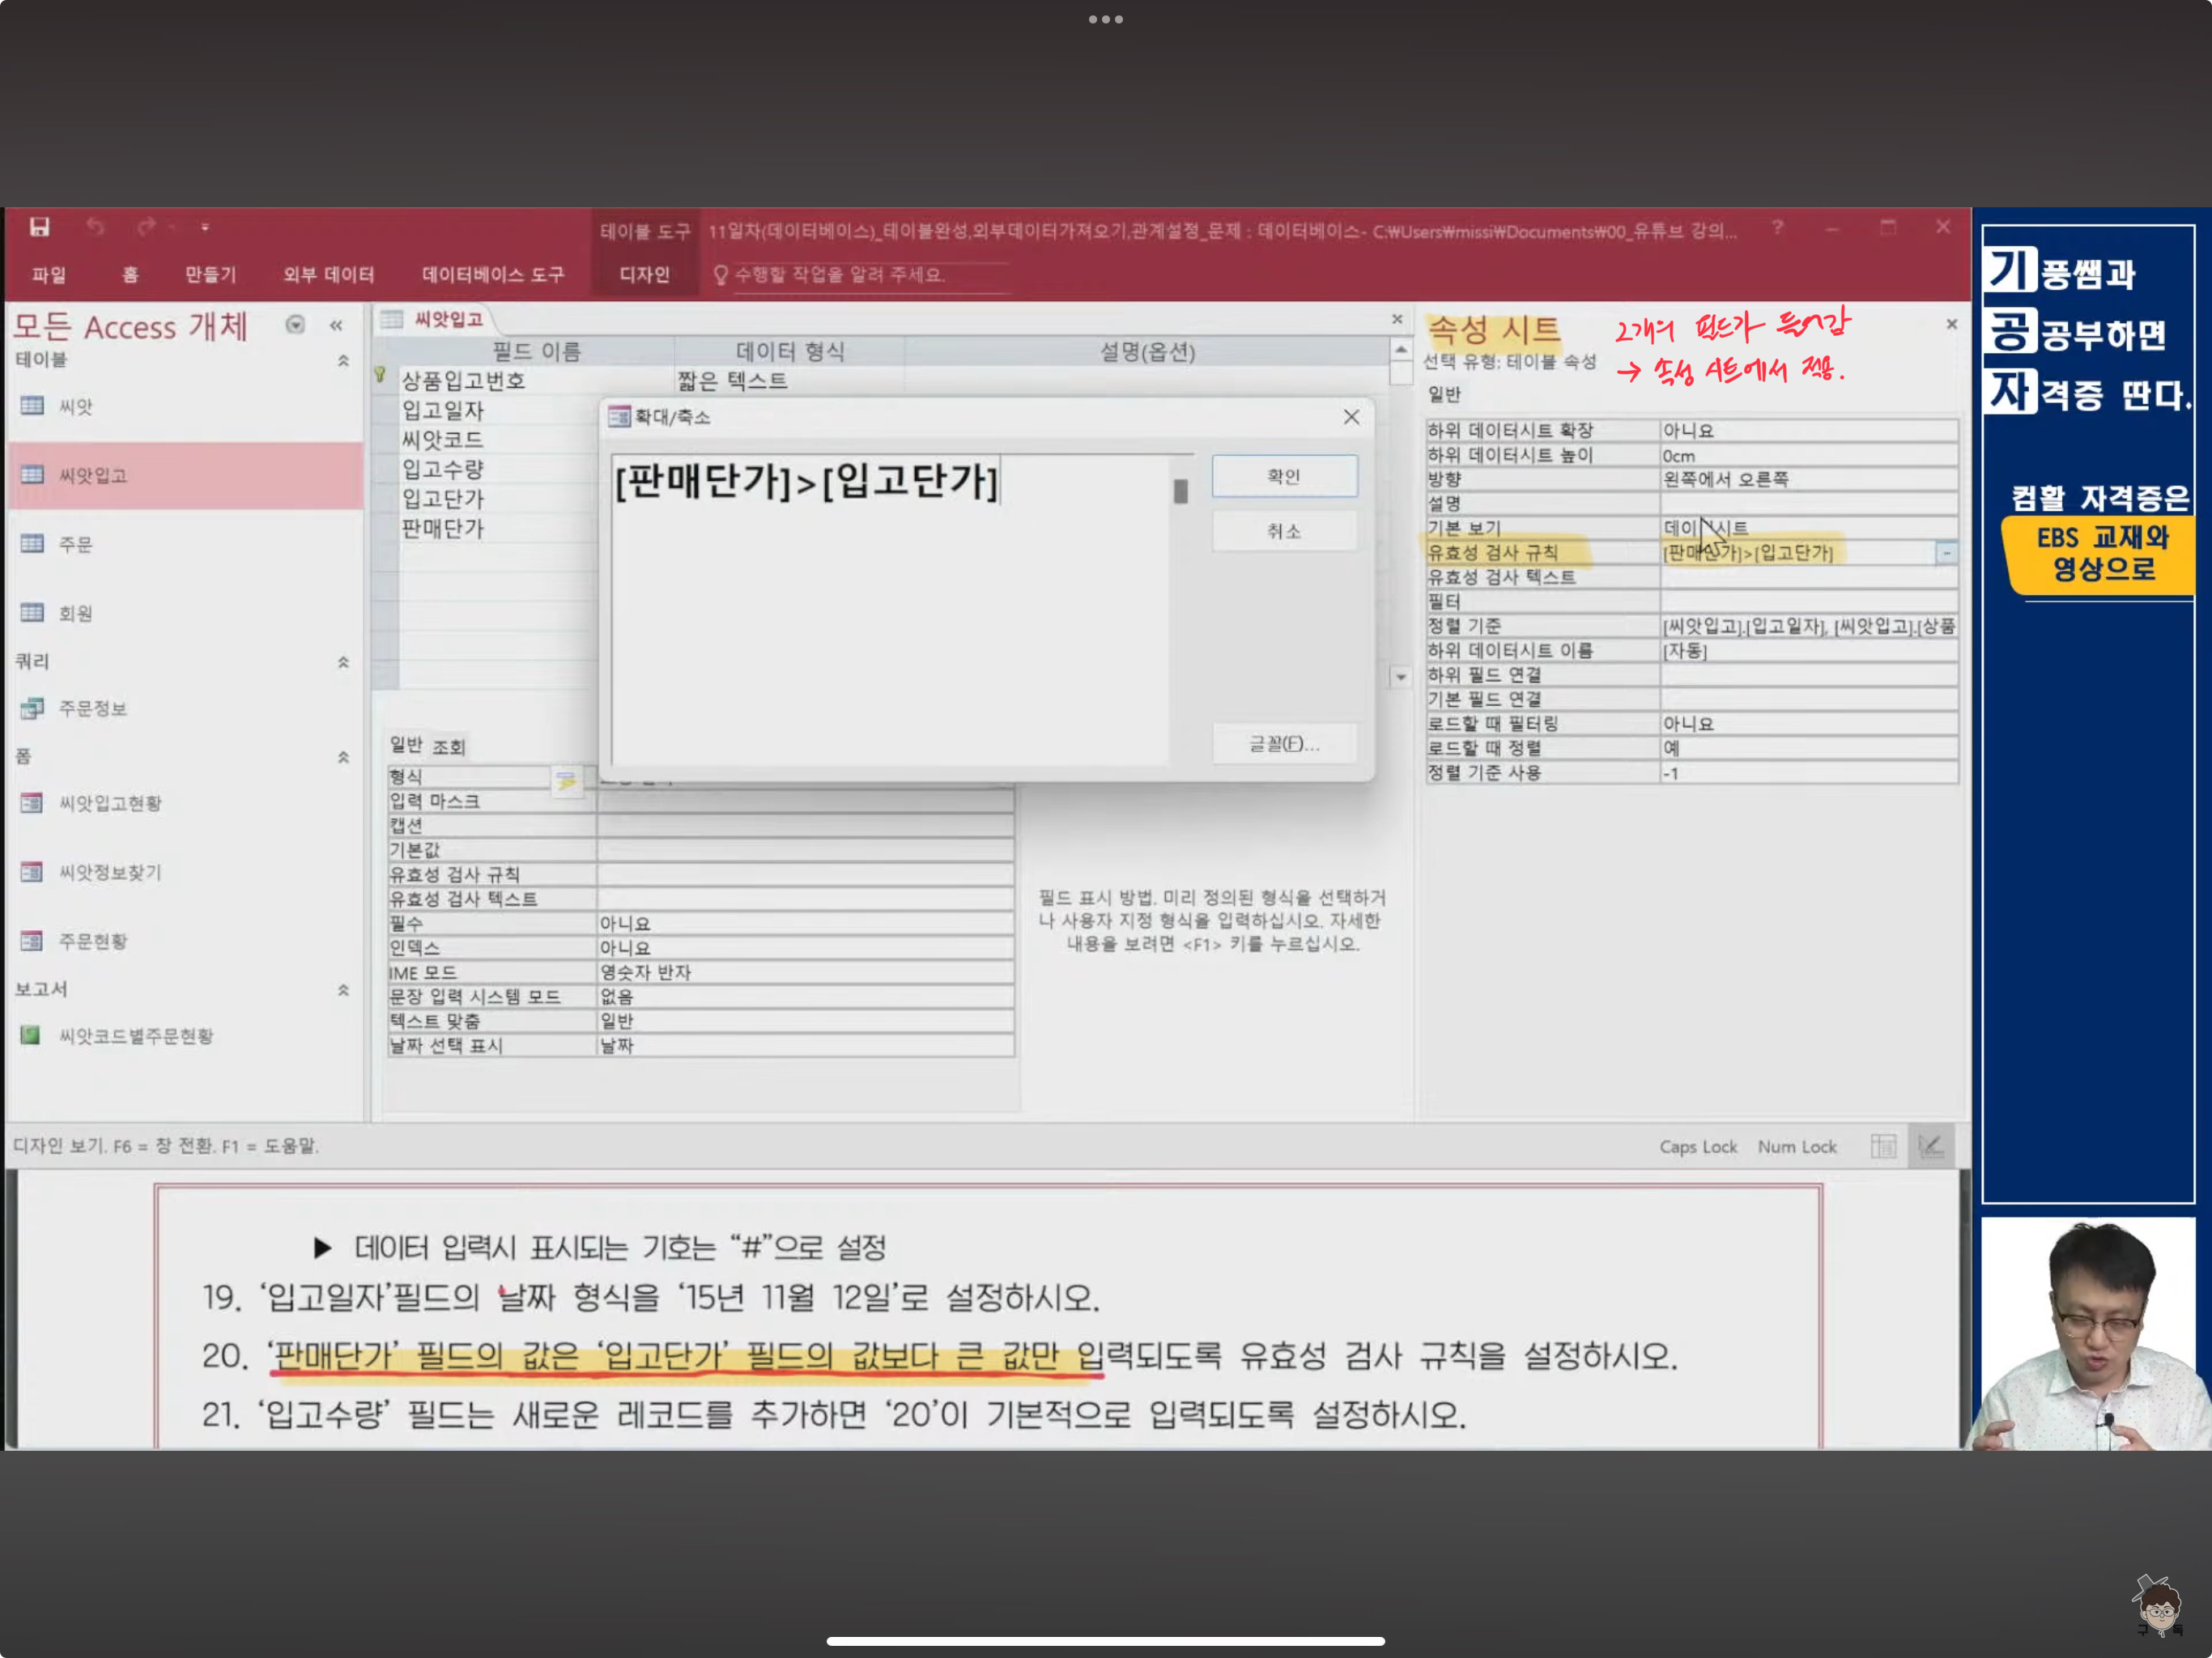 테이블 도구
11일차(데이터베이스)_테이블완성,외부데이터가져오기,관계설정_문제 : 데이터베이스- C:₩Users₩missi₩Documents₩00_유튜브 강의...
파일
홈
만들기
외부 데이터
데이터베이스 도구
디자인
수행할 작업을 알려 주세요.
모든 Access 개체
테이블
씨앗
씨앗입고
주문
회원
쿼리
주문정보
폼
씨앗입고현황
씨앗정보찾기
주문현황
보고서
씨앗코드별주문현황
씨앗입고
필드 이름 데이터 형식 설명(옵션)
상품입고번호 짧은 텍스트
입고일자
씨앗코드
입고수량
입고단가
판매단가
확대/축소
[판매단가]>[입고단가]
확인
취소
글꼴(F)...
일반 조회
형식
입력 마스크
캡션
기본값
유효성 검사 규칙
유효성 검사 텍스트
필수 아니요
인덱스 아니요
IME 모드 영숫자 반자
문장 입력 시스템 모드 없음
텍스트 맞춤 일반
날짜 선택 표시 날짜
필드 표시 방법. 미리 정의된 형식을 선택하거
나 사용자 지정 형식을 입력하십시오. 자세한
내용을 보려면 <F1> 키를 누르십시오.
속성 시트
2개의 필드가 들어감
→ 속성 시트에서 적용.
선택 유형: 테이블 속성
일반
하위 데이터시트 확장 아니요
하위 데이터시트 높이 0cm
방향 왼쪽에서 오른쪽
설명
기본 보기 데이터시트
유효성 검사 규칙 [판매단가]>[입고단가]
유효성 검사 텍스트
필터
정렬 기준 [씨앗입고].[입고일자], [씨앗입고].[상품
하위 데이터시트 이름 [자동]
하위 필드 연결
기본 필드 연결
로드할 때 필터링 아니요
로드할 때 정렬 예
정렬 기준 사용 -1
디자인 보기. F6 = 창 전환. F1 = 도움말.
Caps Lock Num Lock
▶ 데이터 입력시 표시되는 기호는 “#”으로 설정
19. ‘입고일자’필드의 날짜 형식을 ‘15년 11월 12일’로 설정하시오.
20. ‘판매단가’ 필드의 값은 ‘입고단가’ 필드의 값보다 큰 값만 입력되도록 유효성 검사 규칙을 설정하시오.
21. ‘입고수량’ 필드는 새로운 레코드를 추가하면 ‘20’이 기본적으로 입력되도록 설정하시오.
기풍쌤과
공공부하면
자격증 딴다.
컴활 자격증은
EBS 교재와
영상으로
구독